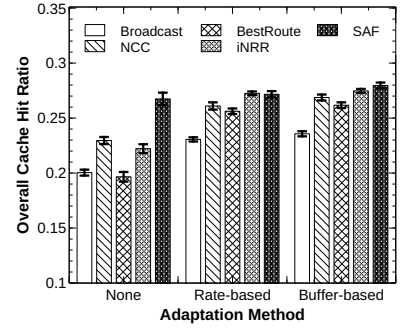 Overall Cache Hit Ratio
0.35
0.3
0.25
0.2
0.15
0.1
Broadcast
NCC
BestRoute
iNRR
SAF
None
Rate-based
Buffer-based
Adaptation Method